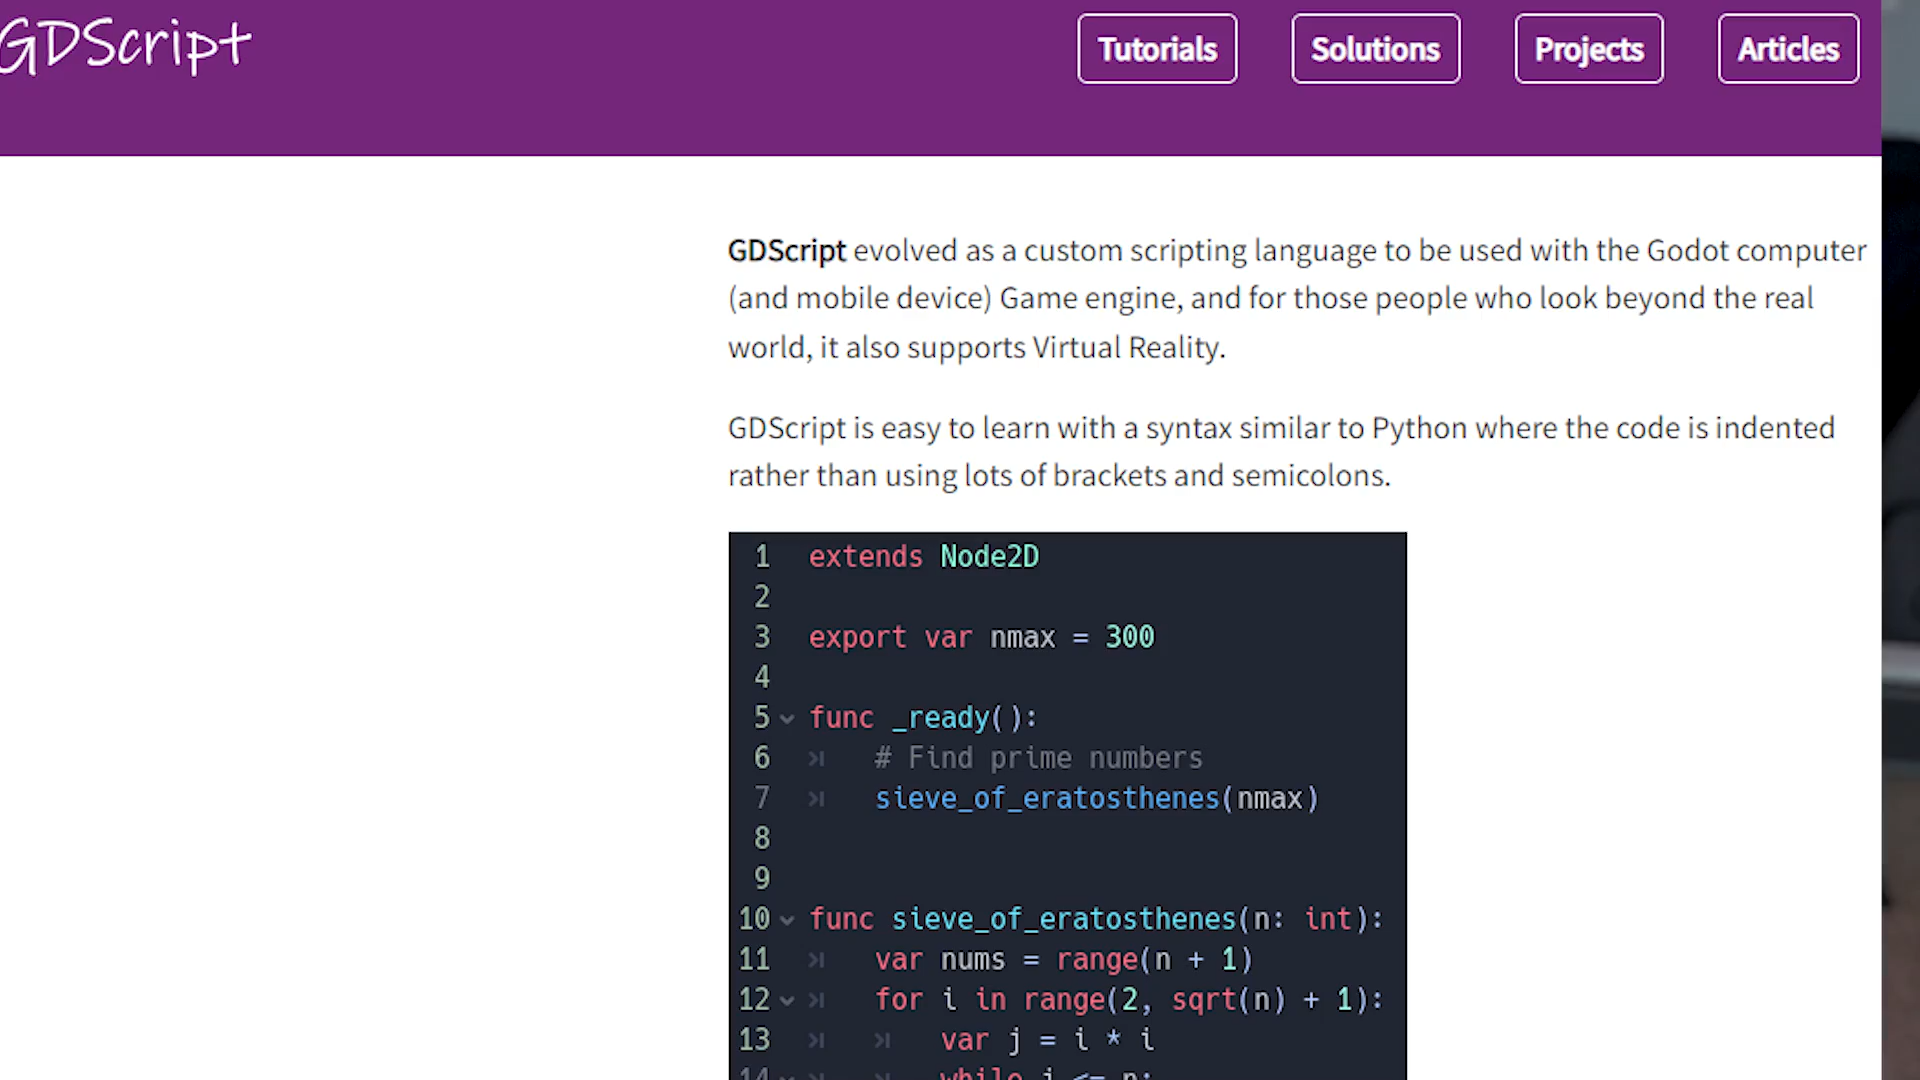 GDScript
Tutorials Solutions Projects Articles
GDScript evolved as a custom scripting language to be used with the Godot computer
(and mobile device) Game engine, and for those people who look beyond the real
world, it also supports Virtual Reality.
GDScript is easy to learn with a syntax similar to Python where the code is indented
rather than using lots of brackets and semicolons.
1 extends Node2D
2
3 export var nmax = 300
4
5 func _ready():
6 # Find prime numbers
7 sieve_of_eratosthenes(nmax)
8
9
10 func sieve_of_eratosthenes(n: int):
11 var nums = range(n + 1)
12 for i in range(2, sqrt(n) + 1):
13 var j = i * i
14 while j <= n: